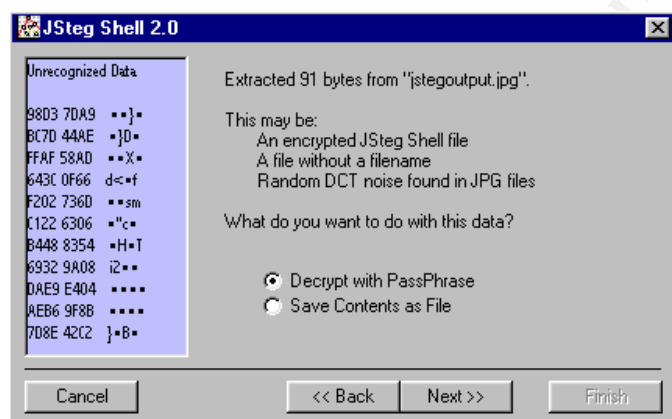 JSteg Shell 2.0
Unrecognized Data
98D3 7DA9 ▪▪}▪
BC7D 44AE ▪}D▪
FFAF 58AD ▪▪X▪
643C 0F66 d<▪f
F202 736D ▪▪sm
C122 6306 ▪"c▪
B448 8354 ▪H▪T
6932 9A08 i2▪▪
DAE9 E404 ▪▪▪▪
AEB6 9F8B ▪▪▪▪
7D8E 42C2 }▪B▪
Extracted 91 bytes from "jstegoutput.jpg".
This may be:
An encrypted JSteg Shell file
A file without a filename
Random DCT noise found in JPG files
What do you want to do with this data?
Decrypt with PassPhrase
Save Contents as File
Cancel
<< Back
Next >>
Finish